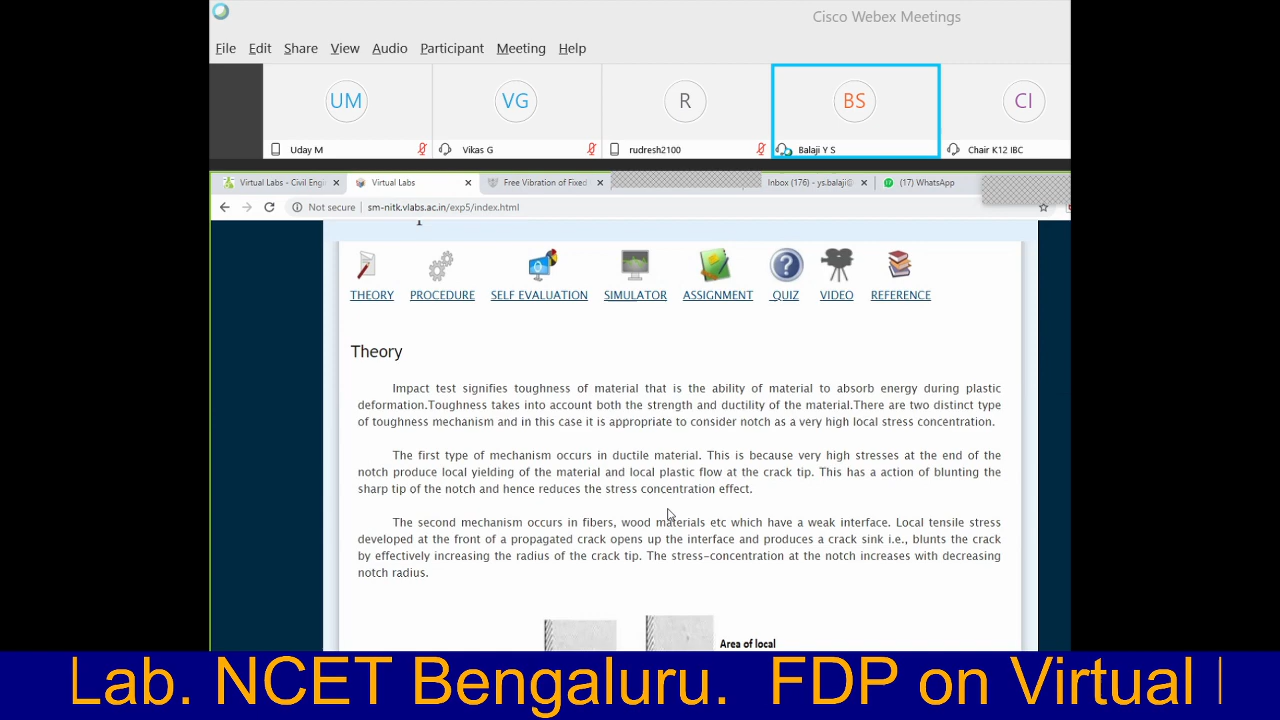 Cisco Webex Meetings
File Edit Share View Audio Participant Meeting Help
UM VG R BS CI
Uday M Vikas G rudresh2100 Balaji Y S Chair K12 IBC
Virtual Labs - Civil Engi Virtual Labs Free Vibration of Fixed Inbox (176) - ys.balaji@ (17) WhatsApp
Not secure sm-nitk.vlabs.ac.in/exp5/index.html
THEORY PROCEDURE SELF EVALUATION SIMULATOR ASSIGNMENT QUIZ VIDEO REFERENCE
Theory
Impact test signifies toughness of material that is the ability of material to absorb energy during plastic
deformation.Toughness takes into account both the strength and ductility of the material.There are two distinct type
of toughness mechanism and in this case it is appropriate to consider notch as a very high local stress concentration.
The first type of mechanism occurs in ductile material. This is because very high stresses at the end of the
notch produce local yielding of the material and local plastic flow at the crack tip. This has a action of blunting the
sharp tip of the notch and hence reduces the stress concentration effect.
The second mechanism occurs in fibers, wood materials etc which have a weak interface. Local tensile stress
developed at the front of a propagated crack opens up the interface and produces a crack sink i.e., blunts the crack
by effectively increasing the radius of the crack tip. The stress-concentration at the notch increases with decreasing
notch radius.
Area of local
Lab. NCET Bengaluru. FDP on Virtual